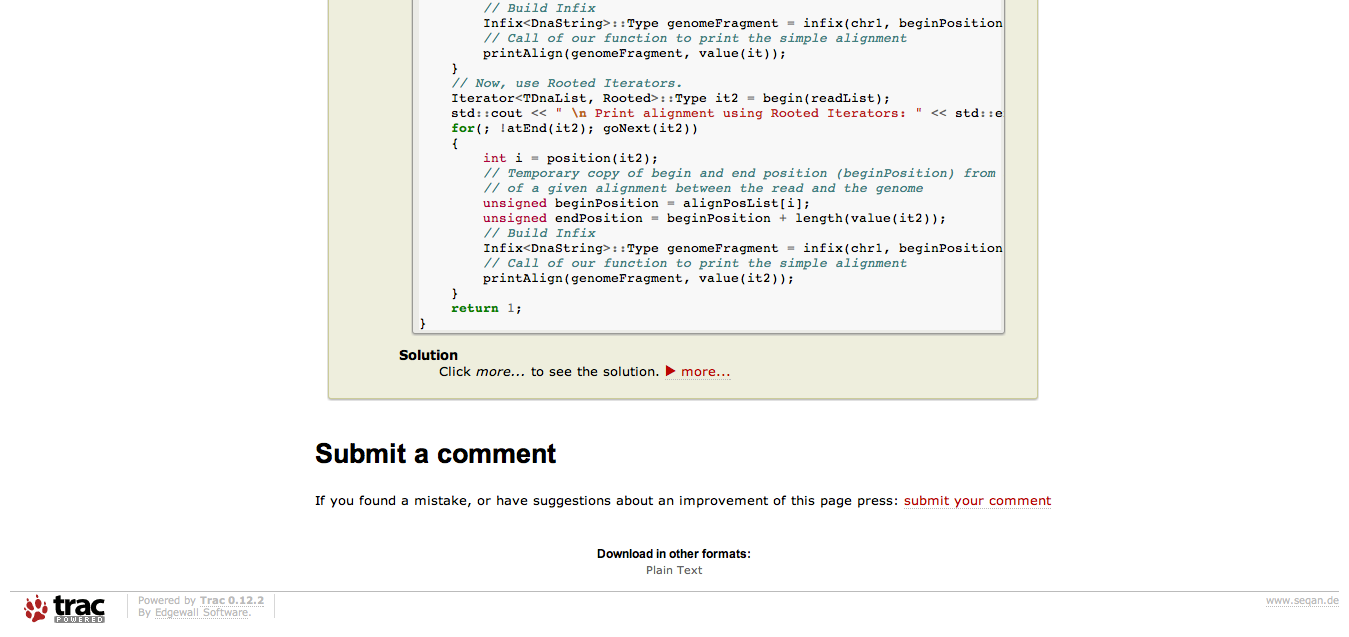 // Build Infix
Infix<DnaString>::Type genomeFragment = infix(chr1, beginPosition
// Call of our function to print the simple alignment
printAlign(genomeFragment, value(it));
}
// Now, use Rooted Iterators.
Iterator<TDnaList, Rooted>::Type it2 = begin(readList);
std::cout << " \n Print alignment using Rooted Iterators: " << std::e
for(; !atEnd(it2); goNext(it2))
{
int i = position(it2);
// Temporary copy of begin and end position (beginPosition) from
// of a given alignment between the read and the genome
unsigned beginPosition = alignPosList[i];
unsigned endPosition = beginPosition + length(value(it2));
// Build Infix
Infix<DnaString>::Type genomeFragment = infix(chr1, beginPosition
// Call of our function to print the simple alignment
printAlign(genomeFragment, value(it2));
}
return 1;
}
Solution
Click more... to see the solution. ▶ more...
Submit a comment
If you found a mistake, or have suggestions about an improvement of this page press: submit your comment
Download in other formats:
Plain Text
trac
POWERED
Powered by Trac 0.12.2
By Edgewall Software.
www.seqan.de